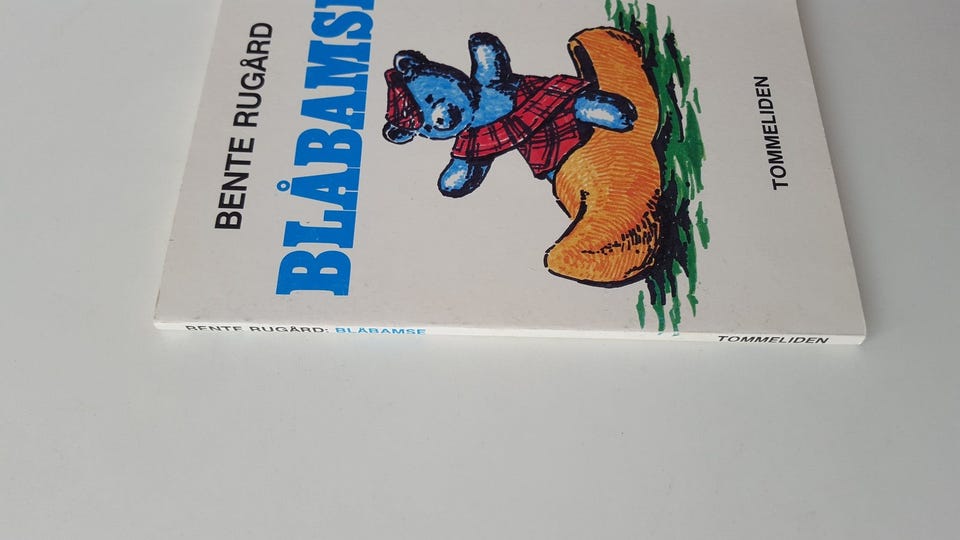 BENTE RUGÅRD
BLÅBAMSE
TOMMELIDEN
BENTE RUGÅRD: BLÅBAMSE
TOMMELIDEN